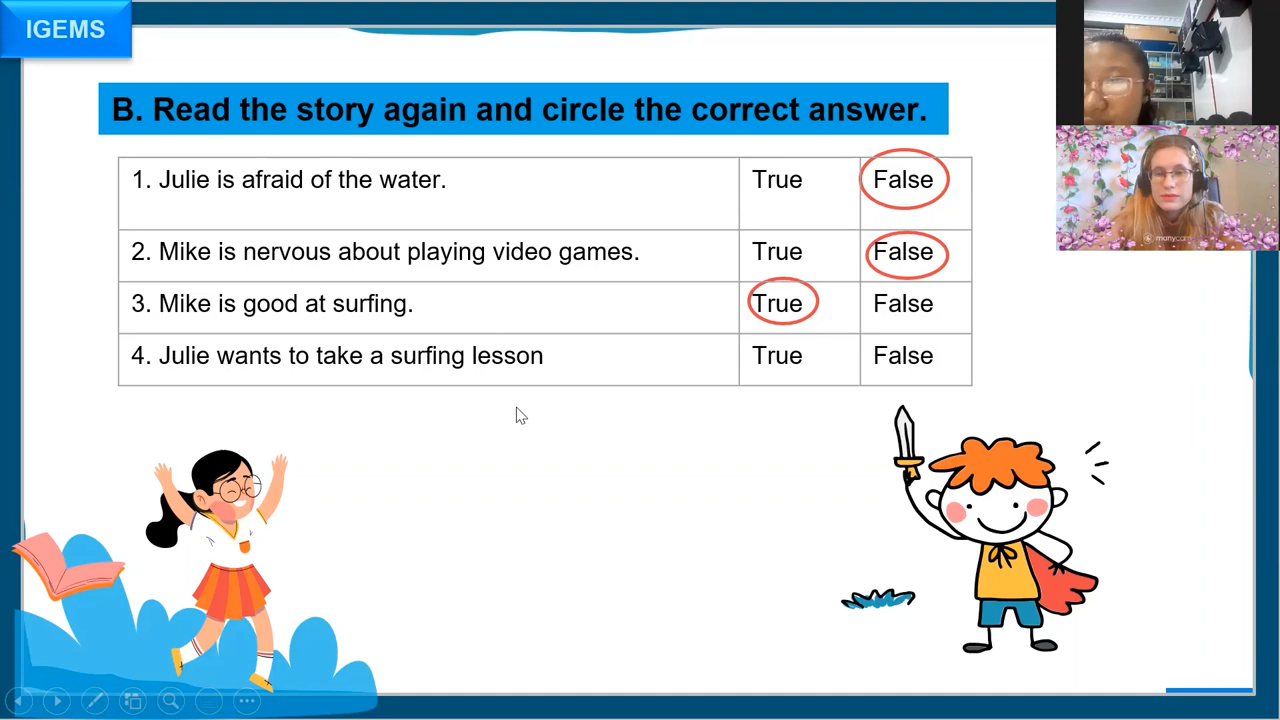 IGEMS
B. Read the story again and circle the correct answer.
1. Julie is afraid of the water. True False
2. Mike is nervous about playing video games. True False
3. Mike is good at surfing. True False
4. Julie wants to take a surfing lesson True False